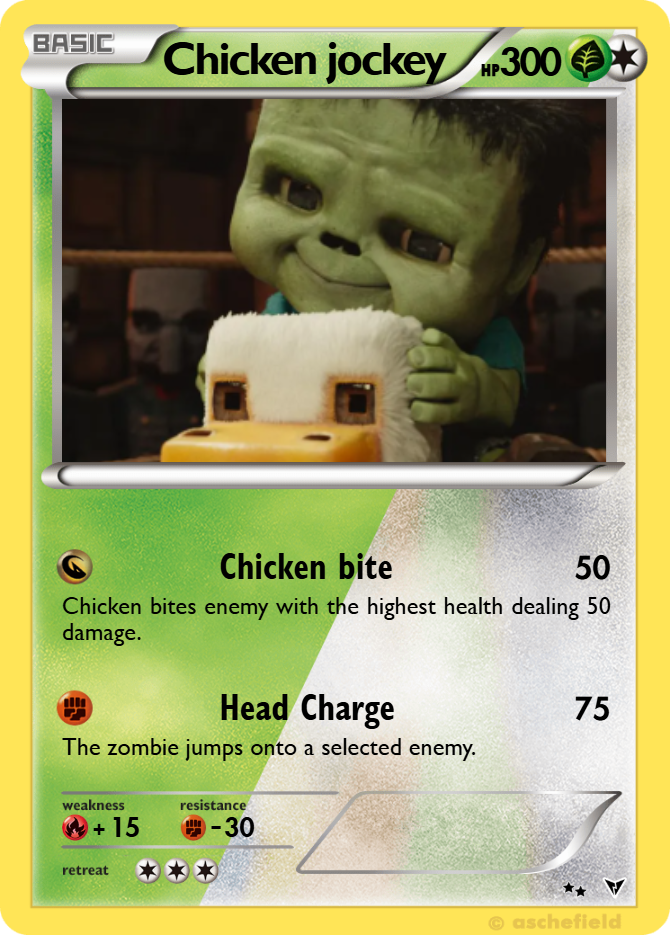 BASIC Chicken jockey HP300
Chicken bite 50
Chicken bites enemy with the highest health dealing 50
damage.
Head Charge 75
The zombie jumps onto a selected enemy.
weakness resistance
+ 15 -30
retreat
© aschefield